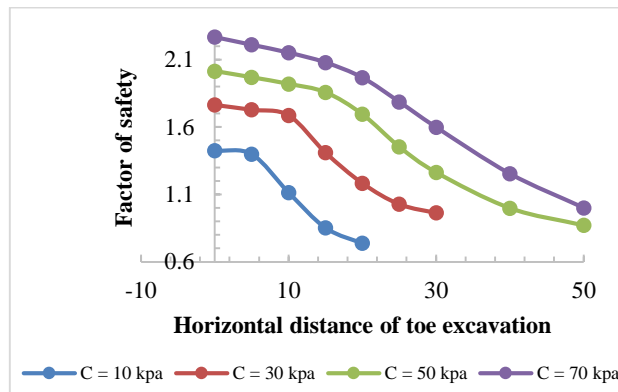 2.1
1.6
1.1
0.6
Factor of safety
-10 10 30 50
Horizontal distance of toe excavation
C = 10 kpa C = 30 kpa C = 50 kpa C = 70 kpa